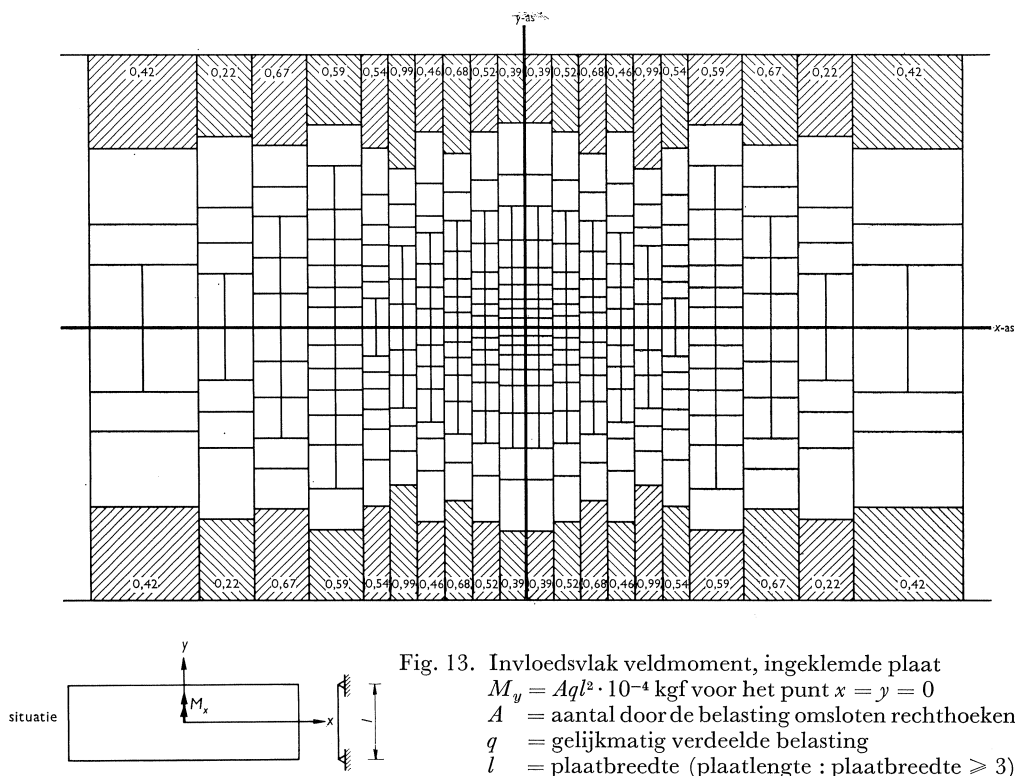 y-as
0,42 0,22 0,67 0,59 0,54 0,99 0,46 0,68 0,52 0,39 0,39 0,52 0,68 0,46 0,99 0,54 0,59 0,67 0,22 0,42
x-as
0,42 0,22 0,67 0,59 0,54 0,99 0,46 0,68 0,52 0,39 0,39 0,52 0,68 0,46 0,99 0,54 0,59 0,67 0,22 0,42
y
Mx
situatie
x
l
Fig. 13. Invloedsvlak veldmoment, ingeklemde plaat
My = Aql² · 10⁻⁴ kgf voor het punt x = y = 0
A = aantal door de belasting omsloten rechthoeken
q = gelijkmatig verdeelde belasting
l = plaatbreedte (plaatlengte : plaatbreedte ⩾ 3)